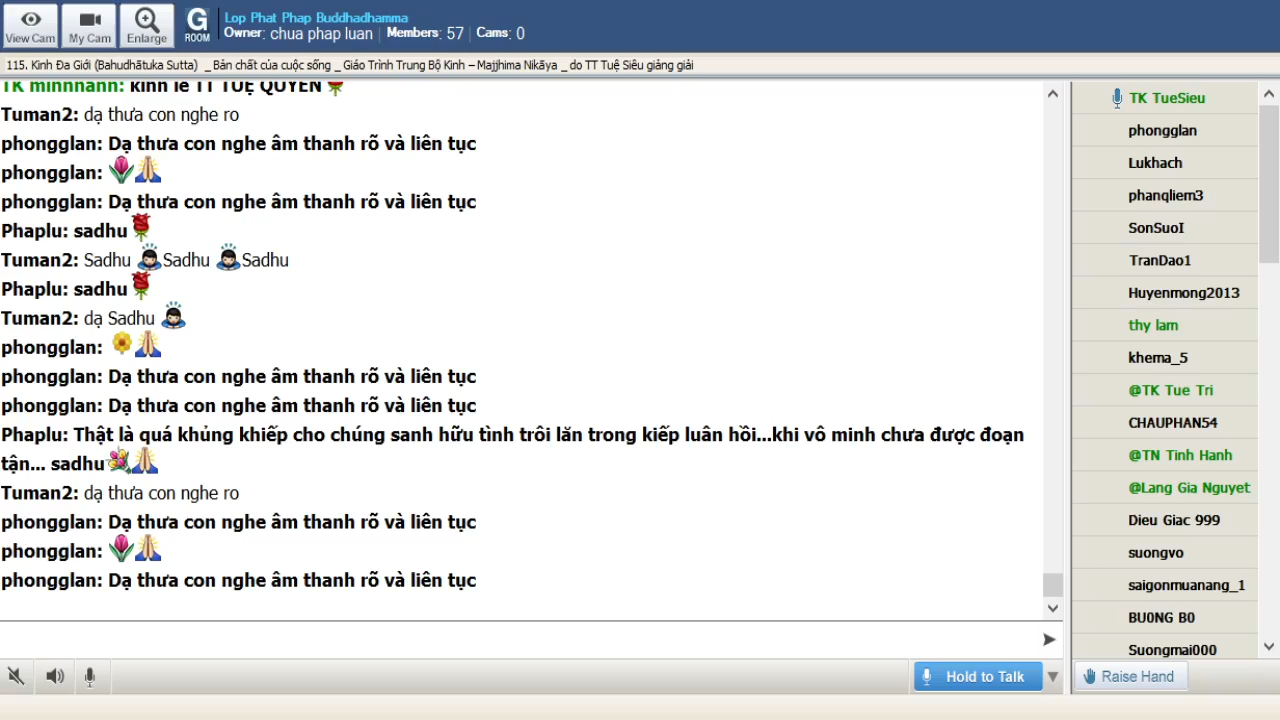 View Cam
My Cam
Enlarge
G
ROOM
Lop Phat Phap Buddhadhamma
Owner: chua phap luan | Members: 57 | Cams: 0
115. Kinh Đa Giới (Bahudhātuka Sutta) _ Bản chất của cuộc sống _ Giáo Trình Trung Bộ Kinh – Majjhima Nikāya _ do TT Tuệ Siêu giảng giải
TK minhhanh: kính lễ TT TUỆ QUYỀN
Tuman2: dạ thưa con nghe ro
phongglan: Dạ thưa con nghe âm thanh rõ và liên tục
phongglan:
phongglan: Dạ thưa con nghe âm thanh rõ và liên tục
Phaplu: sadhu
Tuman2: Sadhu Sadhu Sadhu
Phaplu: sadhu
Tuman2: dạ Sadhu
phongglan:
phongglan: Dạ thưa con nghe âm thanh rõ và liên tục
phongglan: Dạ thưa con nghe âm thanh rõ và liên tục
Phaplu: Thật là quá khủng khiếp cho chúng sanh hữu tình trôi lăn trong kiếp luân hồi...khi vô minh chưa được đoạn
tận... sadhu
Tuman2: dạ thưa con nghe ro
phongglan: Dạ thưa con nghe âm thanh rõ và liên tục
phongglan:
phongglan: Dạ thưa con nghe âm thanh rõ và liên tục
TK TueSieu
phongglan
Lukhach
phanqliem3
SonSuoI
TranDao1
Huyenmong2013
thy lam
khema_5
@TK Tue Tri
CHAUPHAN54
@TN Tinh Hanh
@Lang Gia Nguyet
Dieu Giac 999
suongvo
saigonmuanang_1
BU0NG B0
Suongmai000
Hold to Talk
Raise Hand